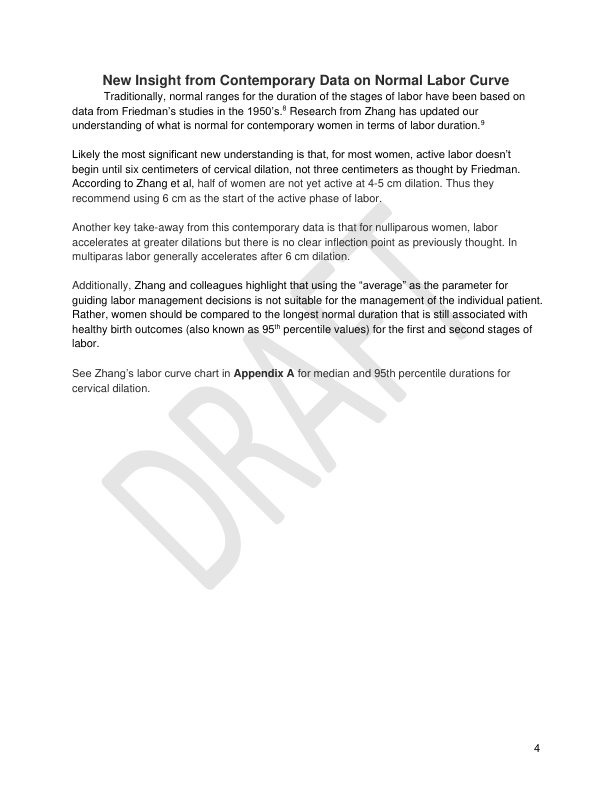 New Insight from Contemporary Data on Normal Labor Curve
Traditionally, normal ranges for the duration of the stages of labor have been based on
data from Friedman’s studies in the 1950’s.8 Research from Zhang has updated our
understanding of what is normal for contemporary women in terms of labor duration.9
Likely the most significant new understanding is that, for most women, active labor doesn’t
begin until six centimeters of cervical dilation, not three centimeters as thought by Friedman.
According to Zhang et al, half of women are not yet active at 4-5 cm dilation. Thus they
recommend using 6 cm as the start of the active phase of labor.
Another key take-away from this contemporary data is that for nulliparous women, labor
accelerates at greater dilations but there is no clear inflection point as previously thought. In
multiparas labor generally accelerates after 6 cm dilation.
Additionally, Zhang and colleagues highlight that using the “average” as the parameter for
guiding labor management decisions is not suitable for the management of the individual patient.
Rather, women should be compared to the longest normal duration that is still associated with
healthy birth outcomes (also known as 95th percentile values) for the first and second stages of
labor.
See Zhang’s labor curve chart in Appendix A for median and 95th percentile durations for
cervical dilation.
DRAFT
4